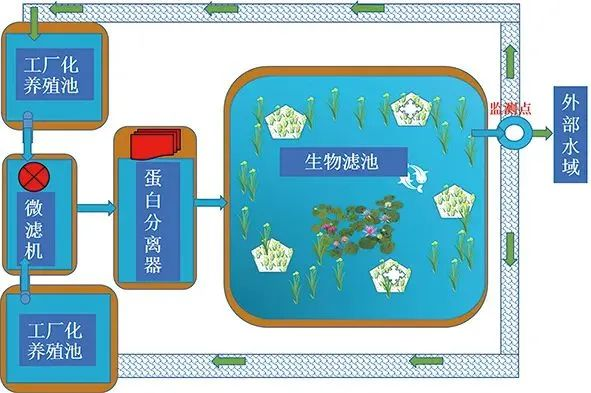 工厂化
养殖池
微滤机
蛋白分离器
生物滤池
监测点
外部水域
工厂化
养殖池